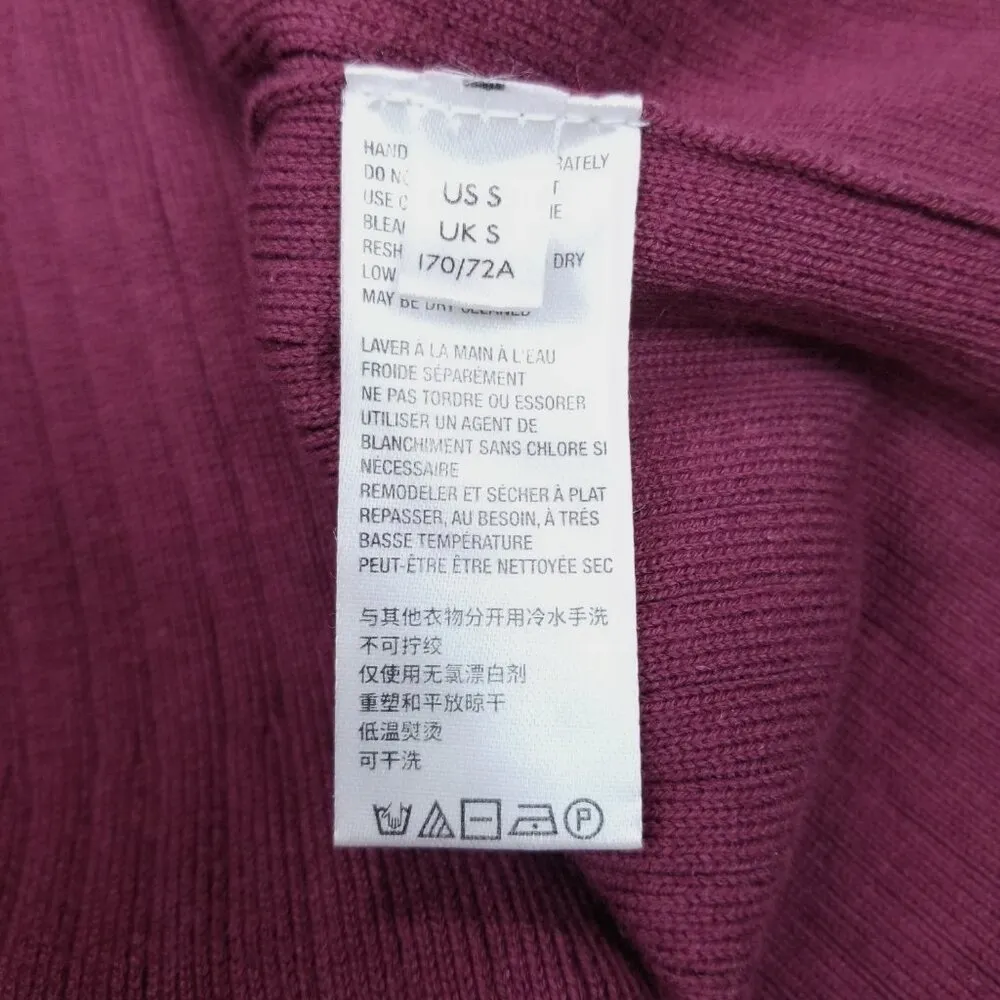 US S
UK S
170/72A
HAND
DO
USE
LOW
DRY
MAY BE DRY CLEANED
LAVER A LA MAIN À L'EAU
FROIDE SÉPARÉMENT
NE PAS TORDRE OU ESSORER
UTILISER UN AGENT DE
BLANCHIMENT SANS CHLORE SI
NÉCESSAIRE
REMODELER ET SÉCHER À PLAT
REPASSER, AU BESOIN, À TRÉS
BASSE TEMPÉRATURE
PEUT-ÊTRE ÊTRE NETTOYÉE SEC
与其他衣物分开用冷水手洗
不可拧绞
仅使用无氯漂白剂
重塑和平放晾干
低温熨烫
可干洗
P